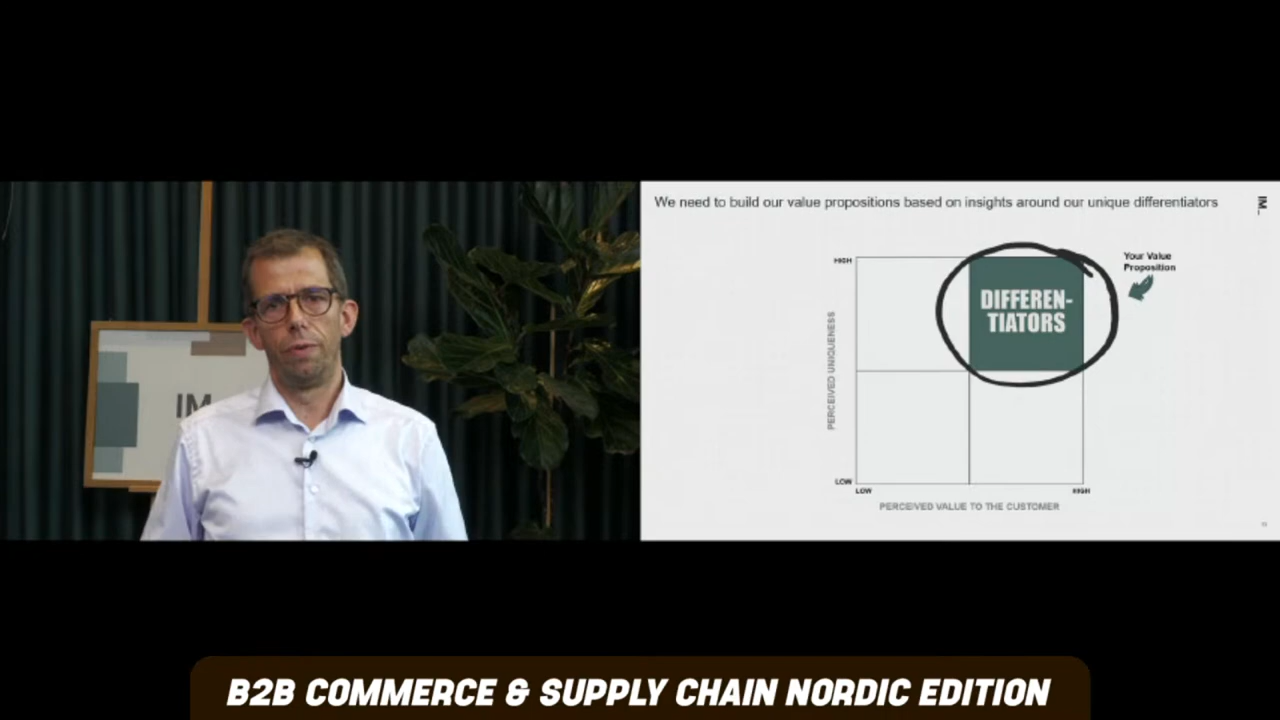 IM
We need to build our value propositions based on insights around our unique differentiators
IM_
HIGH
DIFFEREN-
TIATORS
Your Value
Proposition
PERCEIVED UNIQUENESS
LOW
LOW
HIGH
PERCEIVED VALUE TO THE CUSTOMER
B2B COMMERCE & SUPPLY CHAIN NORDIC EDITION